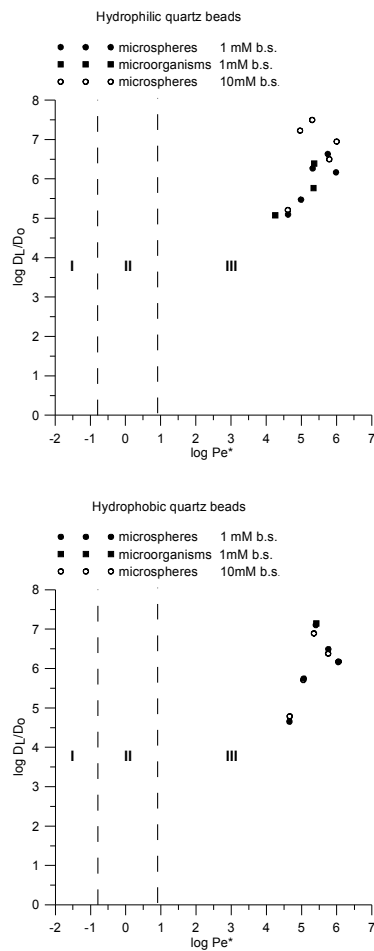 Hydrophilic quartz beads
microspheres 1 mM b.s.
microorganisms 1mM b.s.
microspheres 10mM b.s.
8
7
6
5
4
3
2
1
0
log DL/Do
I II III
-2 -1 0 1 2 3 4 5 6 7
log Pe*
Hydrophobic quartz beads
microspheres 1 mM b.s.
microorganisms 1mM b.s.
microspheres 10mM b.s.
8
7
6
5
4
3
2
1
0
log DL/Do
I II III
-2 -1 0 1 2 3 4 5 6 7
log Pe*